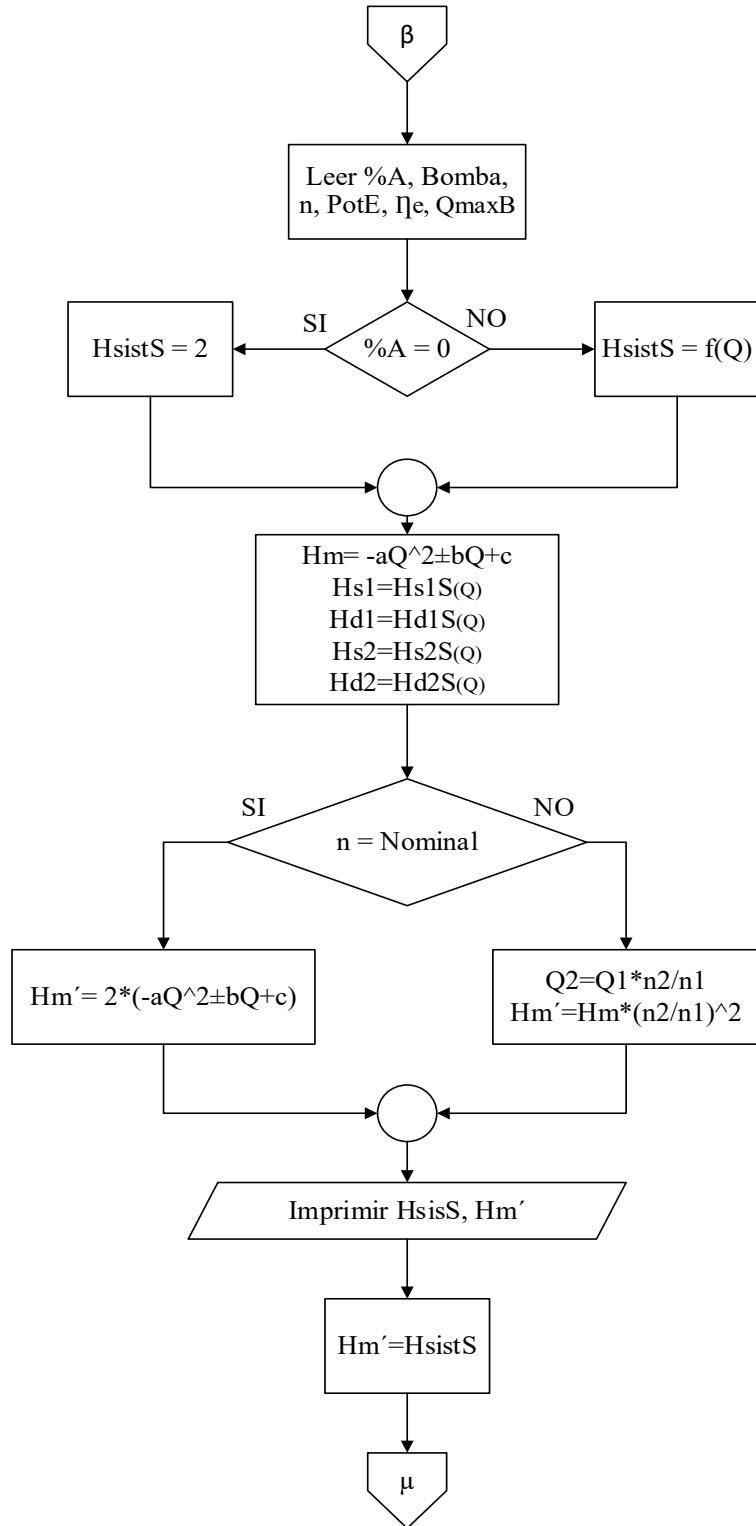 β
Leer %A, Bomba,
n, PotE, Ƞe, QmaxB
SI
NO
HsistS = 2
%A = 0
HsistS = f(Q)
Hm= -aQ^2±bQ+c
Hs1=Hs1S(Q)
Hd1=Hd1S(Q)
Hs2=Hs2S(Q)
Hd2=Hd2S(Q)
SI
NO
n = Nominal
Hm´= 2*(-aQ^2±bQ+c)
Q2=Q1*n2/n1
Hm´=Hm*(n2/n1)^2
Imprimir HsisS, Hm´
Hm´=HsistS
µ